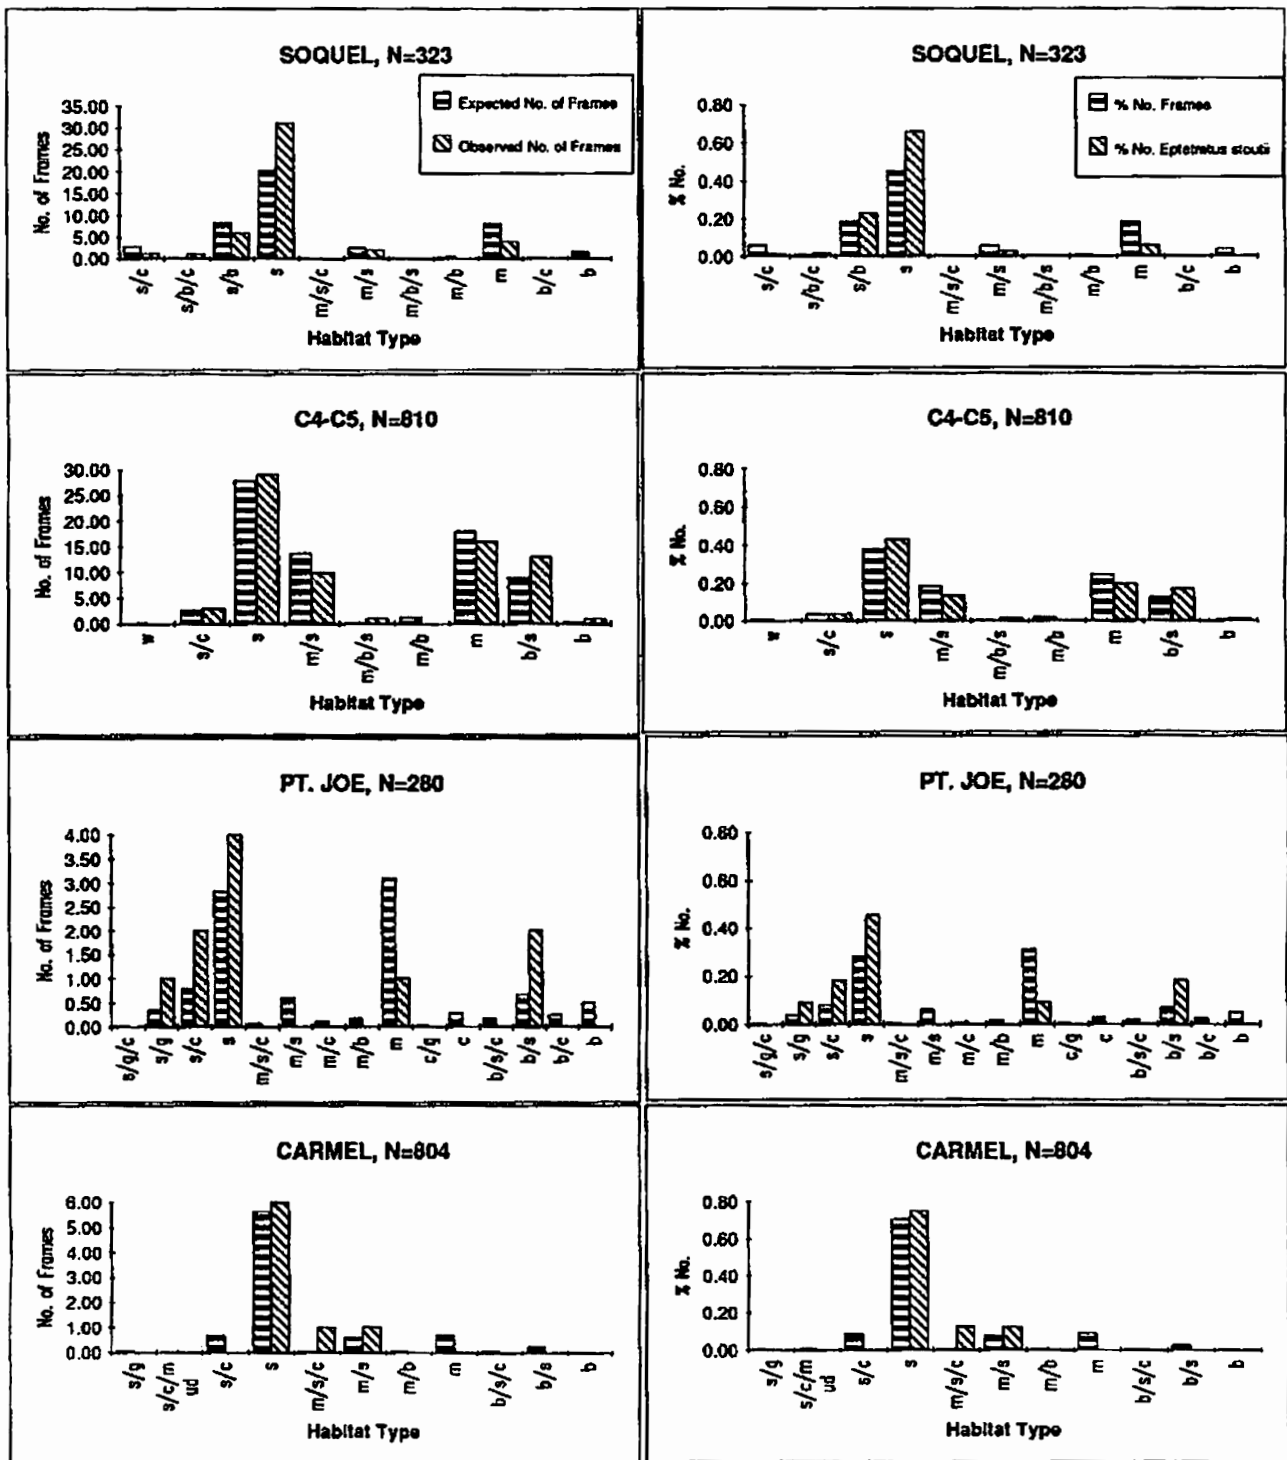 SOQUEL, N=323
Expected No. of Frames
Observed No. of Frames
No. of Frames
35.00
30.00
25.00
20.00
15.00
10.00
5.00
0.00
s/c s/b/c s/b s m/s/c m/s m/b/s m/b m b/c b
Habitat Type
SOQUEL, N=323
% No. Frames
% No. Eptetratus stoutii
% No.
0.80
0.60
0.40
0.20
0.00
s/c s/b/c s/b s m/s/c m/s m/b/s m/b m b/c b
Habitat Type
C4-C5, N=810
No. of Frames
30.00
25.00
20.00
15.00
10.00
5.00
0.00
w s/c s m/s m/b/s m/b m b/s b
Habitat Type
C4-C5, N=810
% No.
0.80
0.60
0.40
0.20
0.00
w s/c s m/s m/b/s m/b m b/s b
Habitat Type
PT. JOE, N=280
No. of Frames
4.00
3.50
3.00
2.50
2.00
1.50
1.00
0.50
0.00
s/g/c s/g s/c s m/s/c m/s m/c m/b m c/g c b/s/c b/s b/c b
PT. JOE, N=280
% No.
0.80
0.60
0.40
0.20
0.00
s/g/c s/g s/c s m/s/c m/s m/c m/b m c/g c b/s/c b/s b/c b
CARMEL, N=804
No. of Frames
6.00
5.00
4.00
3.00
2.00
1.00
0.00
s/g s/c/m ud s/c s m/s/c m/s m/b m b/s/c b/s b
Habitat Type
CARMEL, N=804
% No.
0.80
0.60
0.40
0.20
0.00
s/g s/c/m ud s/c s m/s/c m/s m/b m b/s/c b/s b
Habitat Type